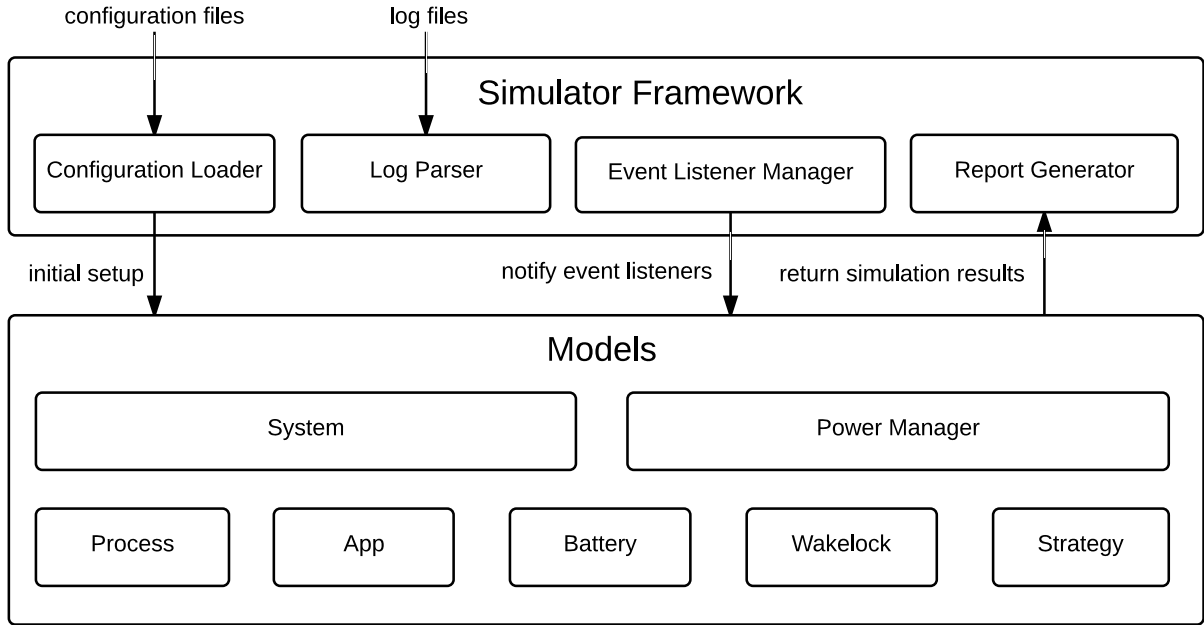 configuration files
log files
Simulator Framework
Configuration Loader
Log Parser
Event Listener Manager
Report Generator
initial setup
notify event listeners
return simulation results
Models
System
Power Manager
Process
App
Battery
Wakelock
Strategy